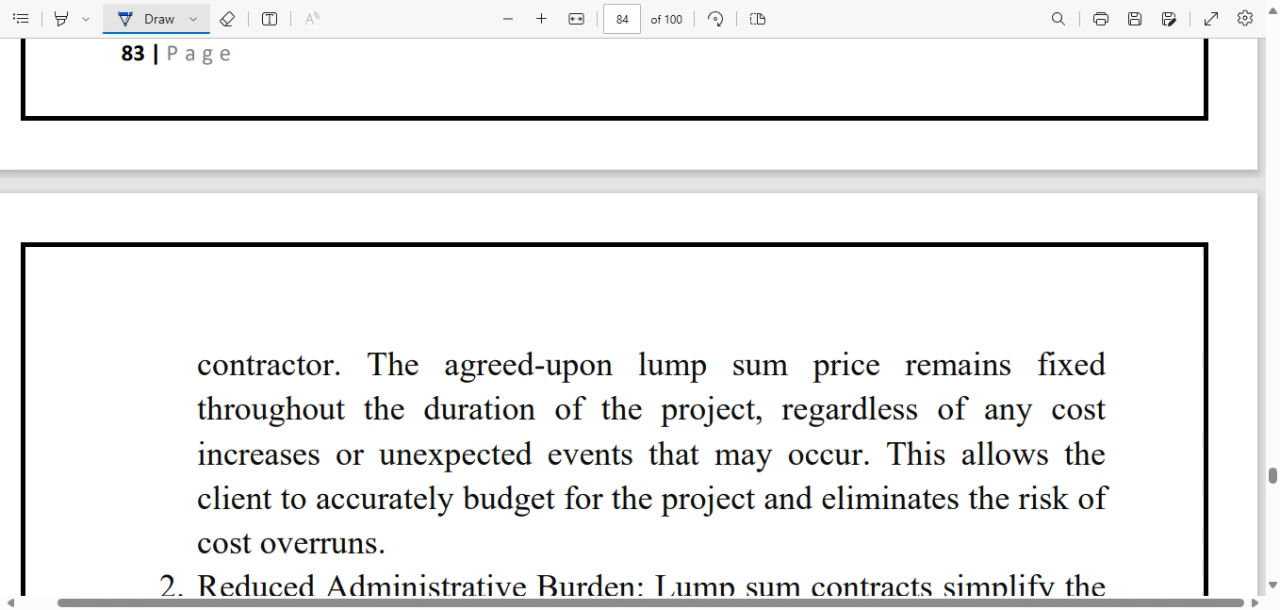 Draw
84 of 100
83 | Page
contractor. The agreed-upon lump sum price remains fixed
throughout the duration of the project, regardless of any cost
increases or unexpected events that may occur. This allows the
client to accurately budget for the project and eliminates the risk of
cost overruns.
2. Reduced Administrative Burden: Lump sum contracts simplify the